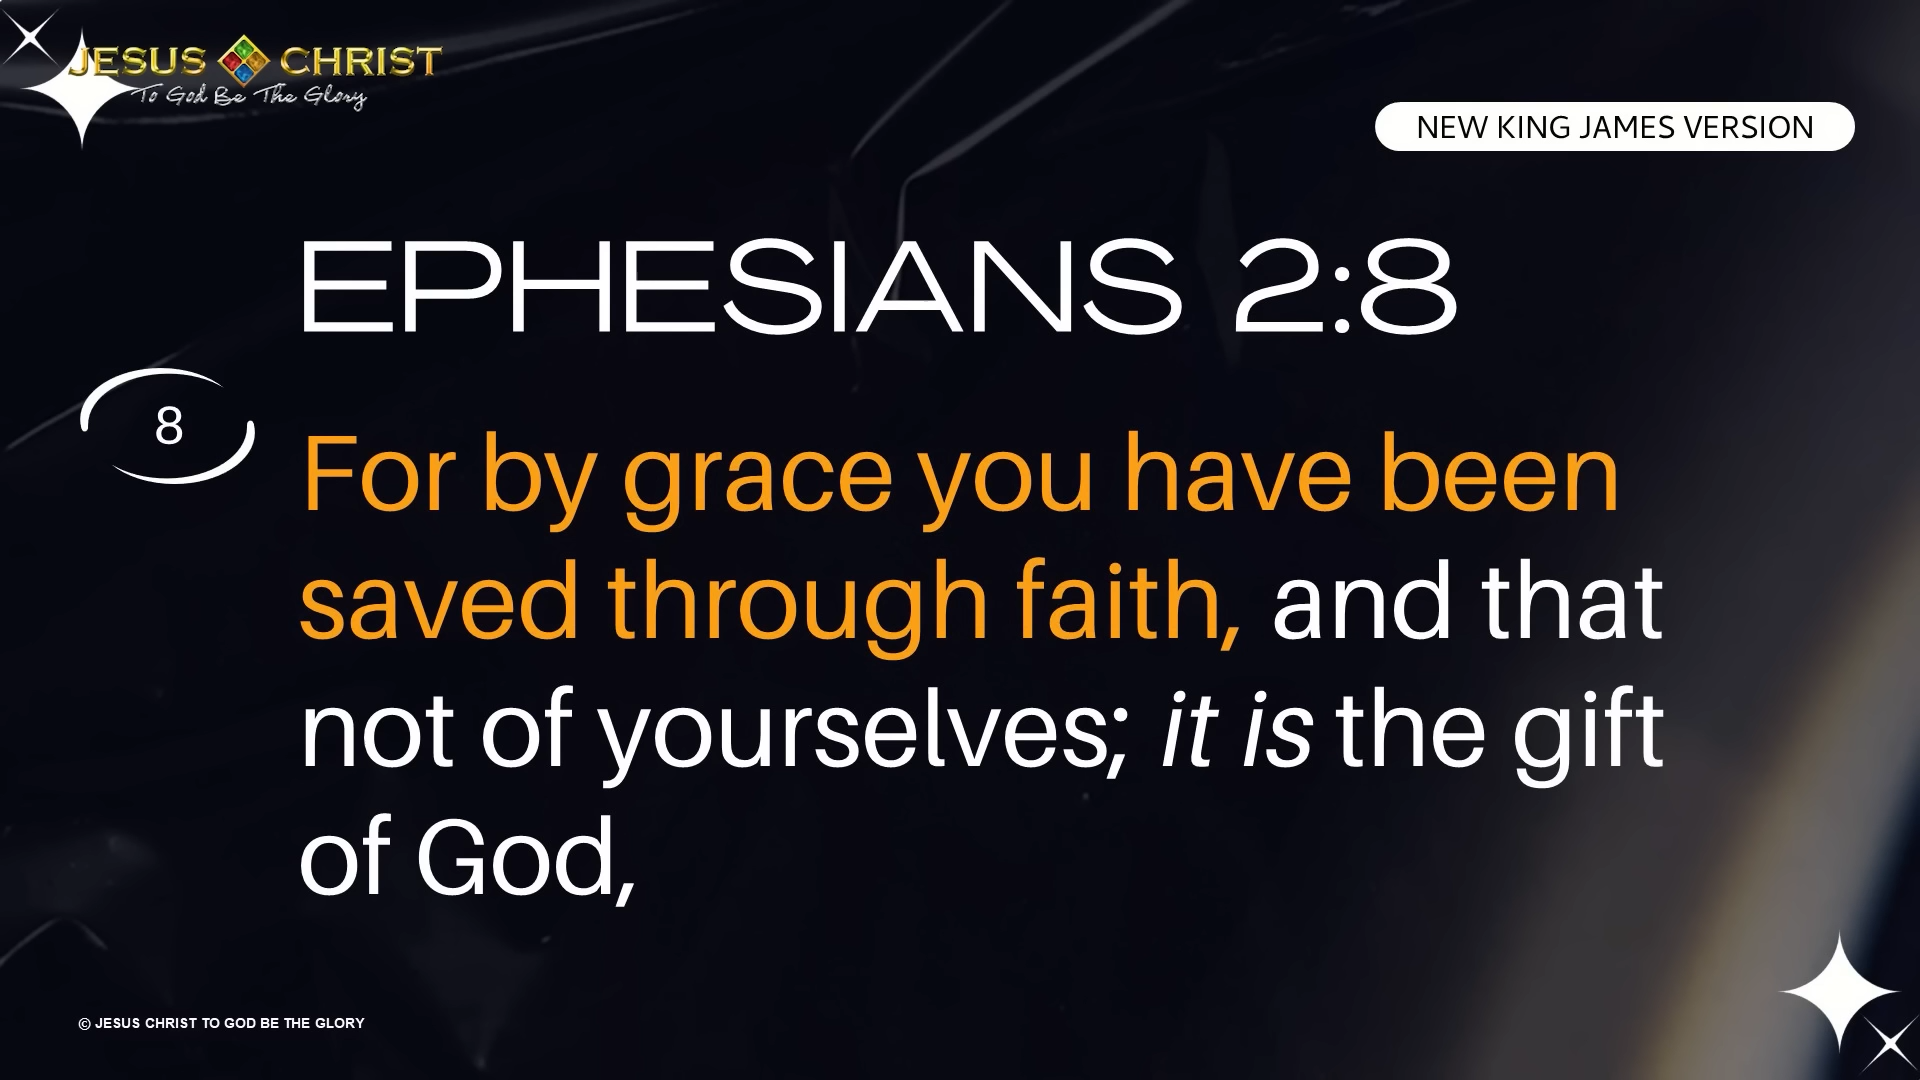 JESUS CHRIST
To God Be The Glory
NEW KING JAMES VERSION
EPHESIANS 2:8
8
For by grace you have been
saved through faith, and that
not of yourselves; it is the gift
of God,
© JESUS CHRIST TO GOD BE THE GLORY